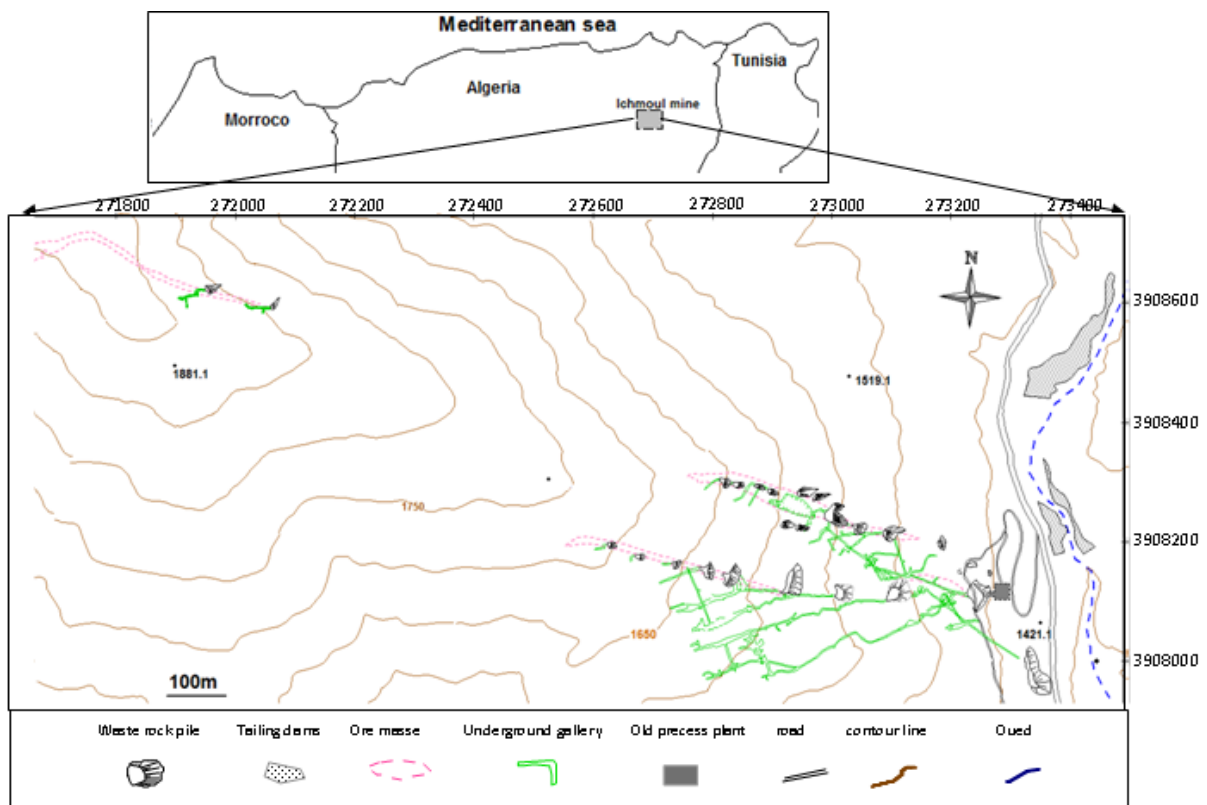 Mediterranean sea
Tunisia
Algeria
Ichmoul mine
Morroco
271800 272000 272200 272400 272600 272800 273000 273200 273400
N
3908600
1881.1
1519.1
3908400
1750
3908200
1650
1421.1
3908000
100m
Waste rock pile Tailing dams Ore masse Underground gallery Old precess plant road contour line Oued